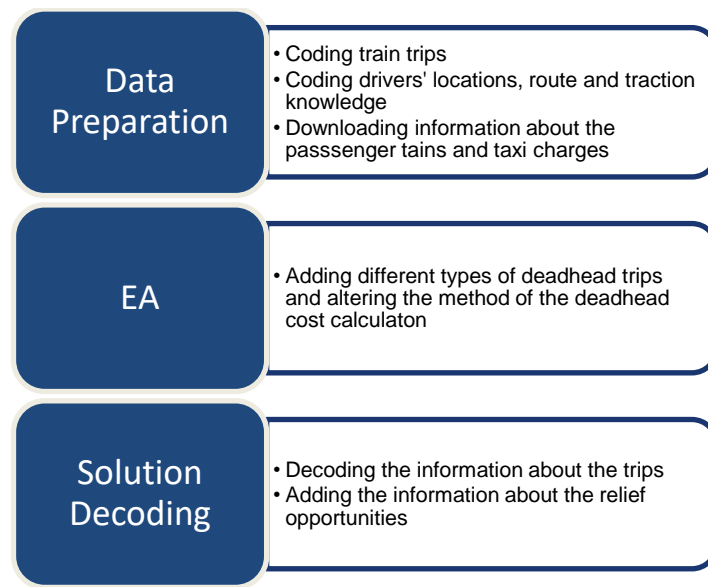 Data
Preparation
• Coding train trips
• Coding drivers' locations, route and traction
knowledge
• Downloading information about the
passsenger tains and taxi charges
EA
• Adding different types of deadhead trips
and altering the method of the deadhead
cost calculaton
Solution
Decoding
• Decoding the information about the trips
• Adding the information about the relief
opportunities